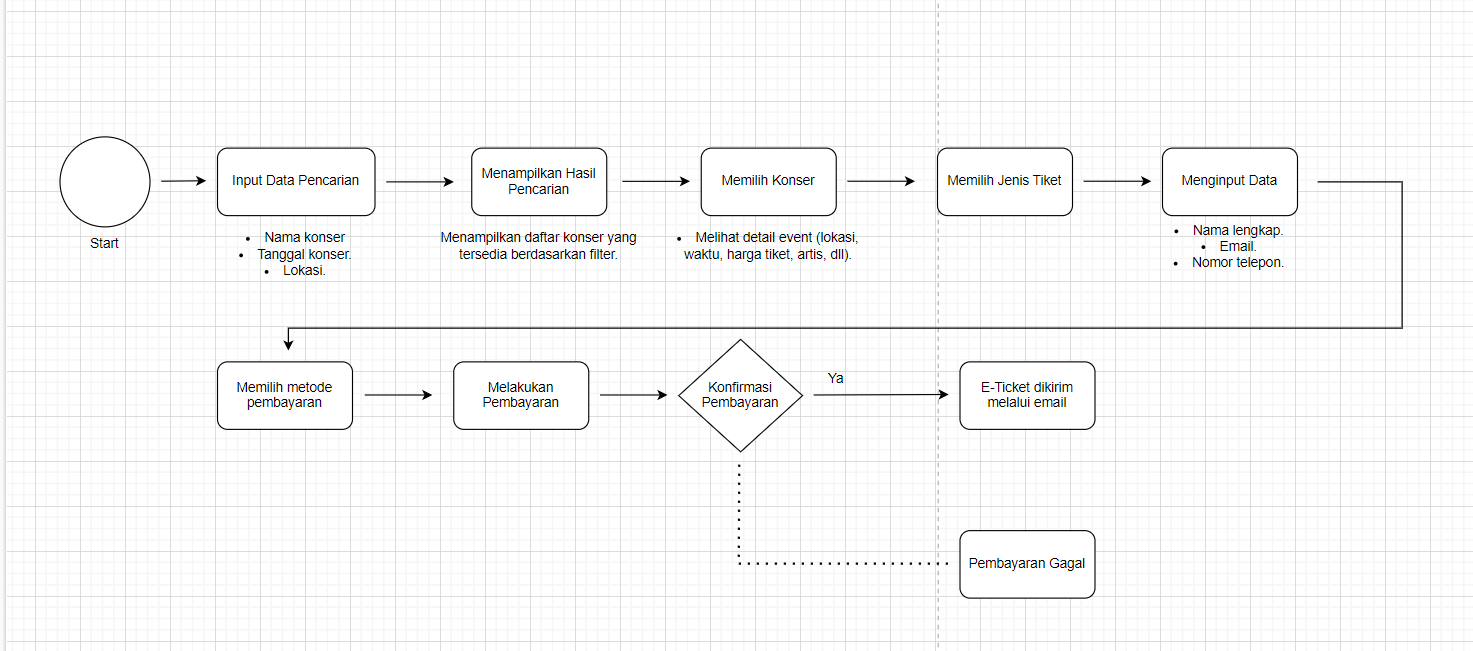 Input Data Pencarian
Menampilkan Hasil
Pencarian
Memilih Konser
Memilih Jenis Tiket
Menginput Data
Start
• Nama konser
• Tanggal konser.
• Lokasi.
Menampilkan daftar konser yang
tersedia berdasarkan filter.
• Melihat detail event (lokasi,
waktu, harga tiket, artis, dll).
• Nama lengkap.
• Email.
• Nomor telepon.
Memilih metode
pembayaran
Melakukan
Pembayaran
Konfirmasi
Pembayaran
Ya
E-Ticket dikirim
melalui email
Pembayaran Gagal